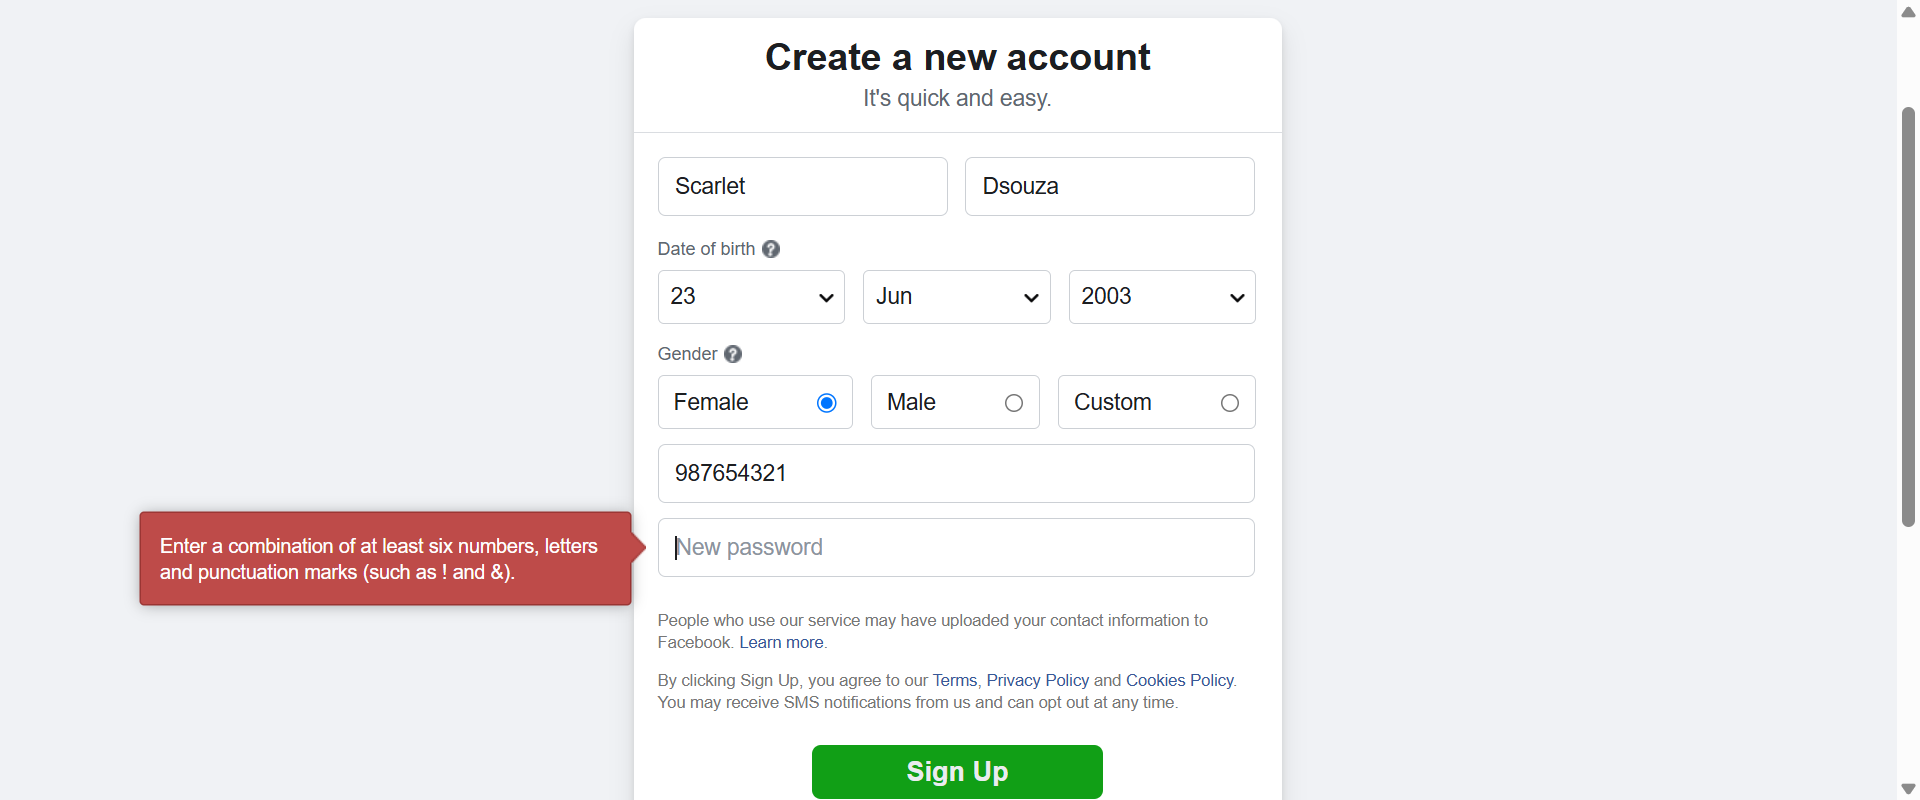 Create a new account
It's quick and easy.
Scarlet Dsouza
Date of birth ?
23 Jun 2003
Gender ?
Female Male Custom
987654321
Enter a combination of at least six numbers, letters
and punctuation marks (such as ! and &).
New password
People who use our service may have uploaded your contact information to
Facebook. Learn more.
By clicking Sign Up, you agree to our Terms, Privacy Policy and Cookies Policy.
You may receive SMS notifications from us and can opt out at any time.
Sign Up